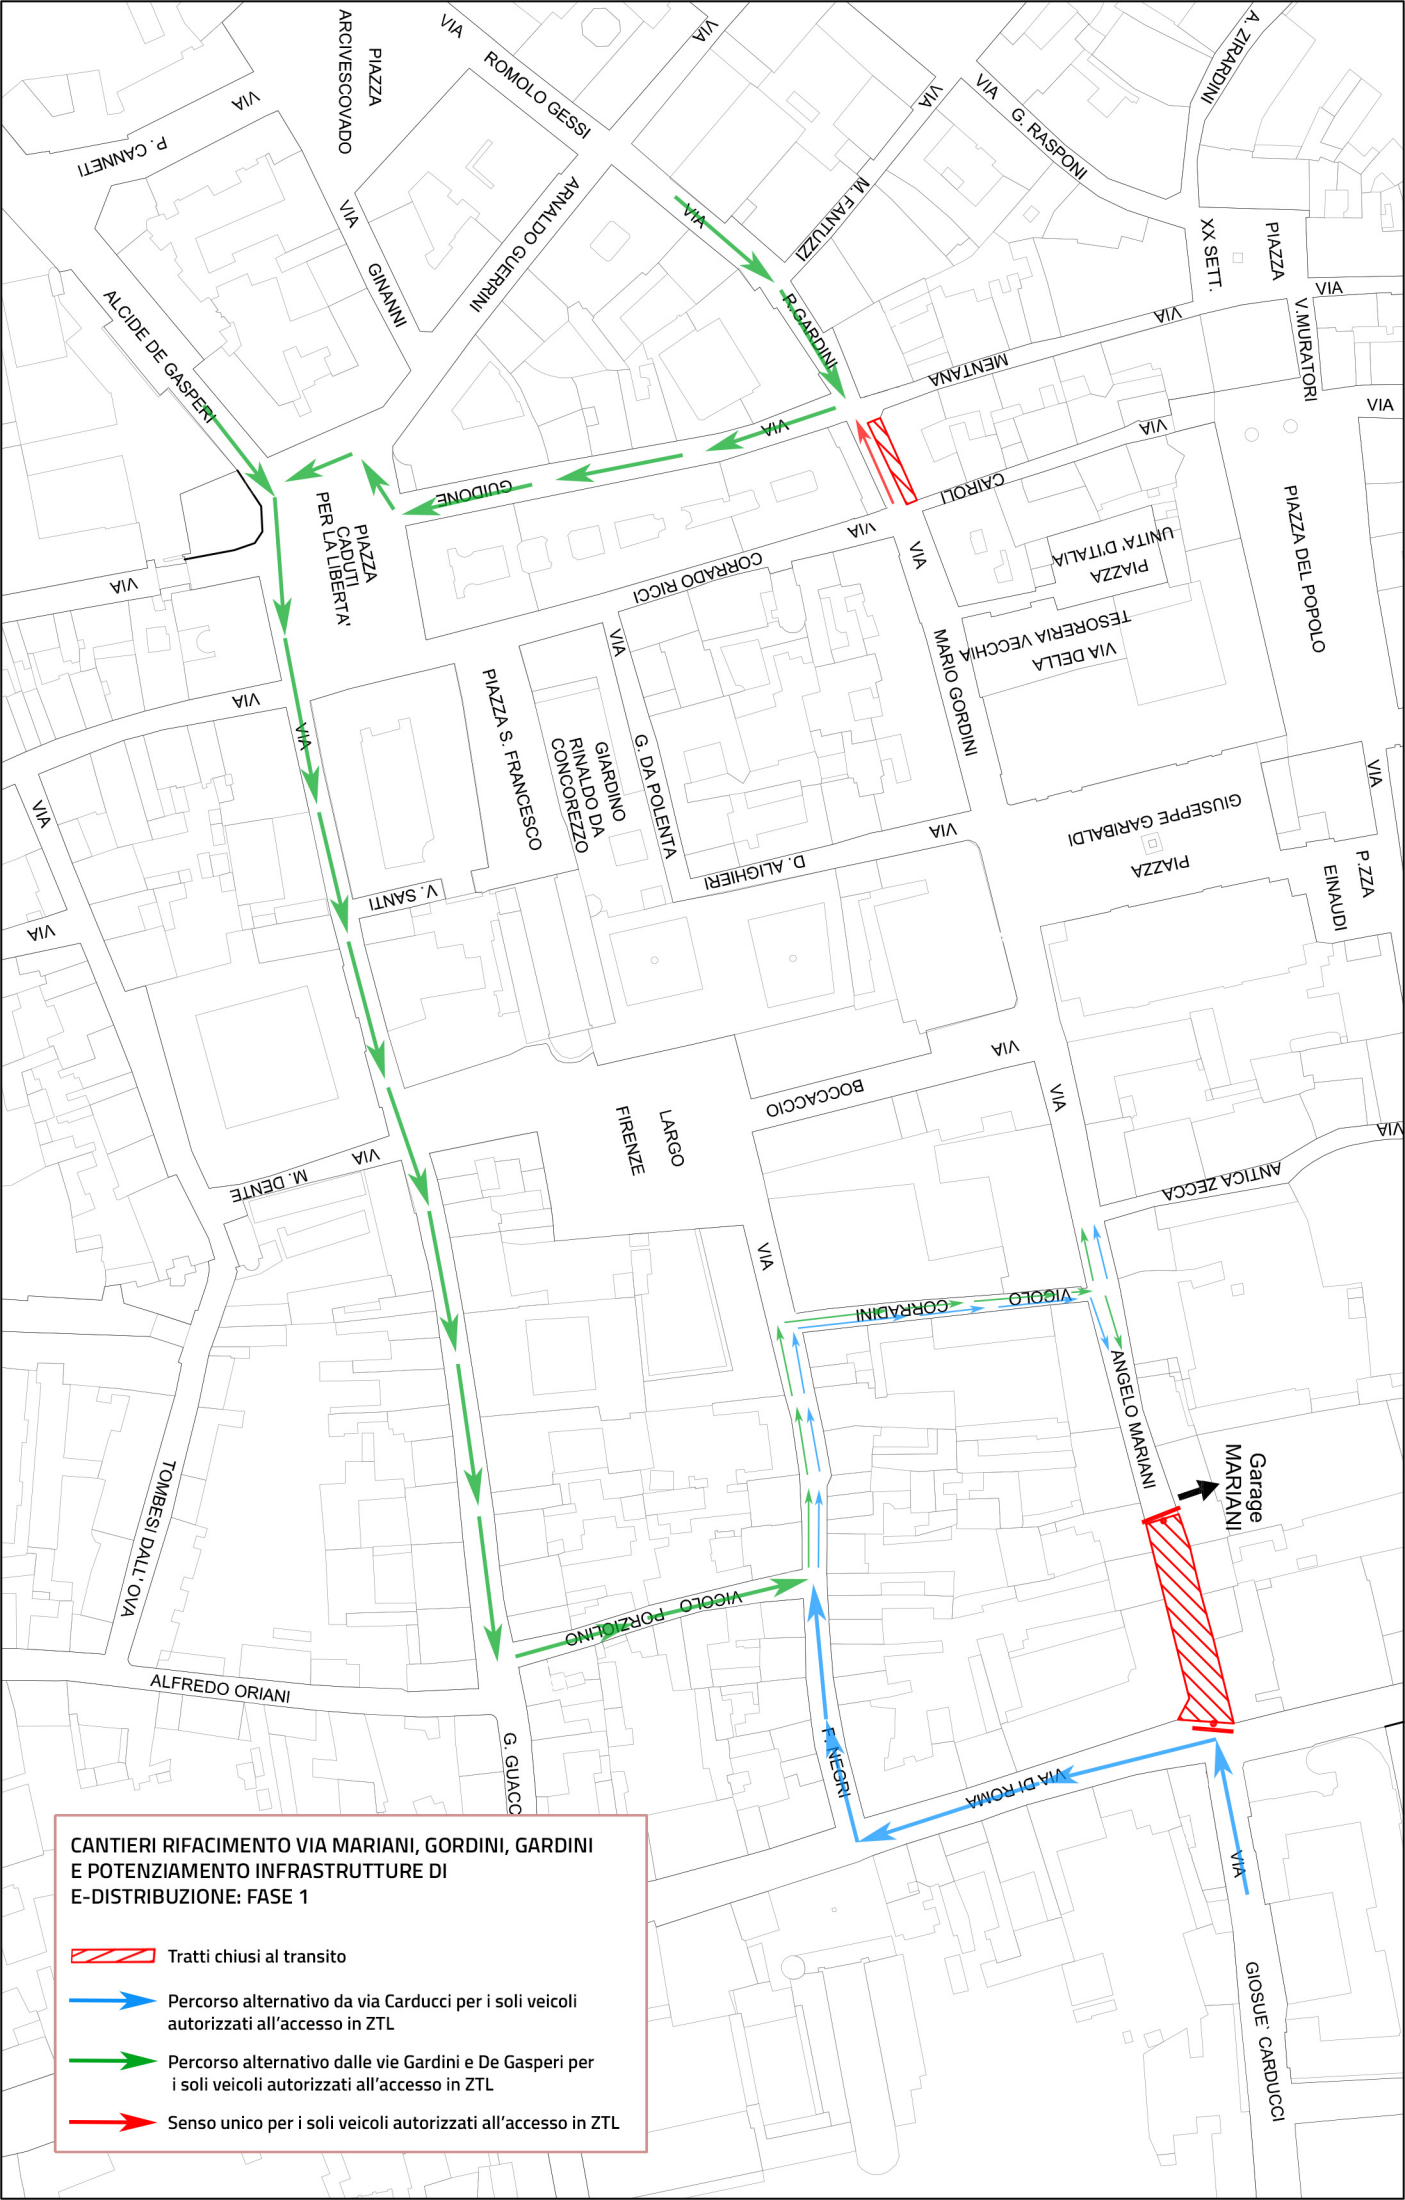 VIA
ROMOLO GESSI
VIA
PIAZZA
ARCIVESCOVADO
VIA
P. CANNETI
VIA
GINANNI
ARNALDO GUERRINI
VIA
R.GARDINI
VIA
M. FANTUZZI
VIA
G. RASPONI
A. ZIRARDINI
PIAZZA
XX SETT.
VIA
V.MURATORI
VIA
VIA
MENTANA
VIA
CAIROLI
ALCIDE DE GASPERI
VIA
GUIDONE
PIAZZA
CADUTI
PER LA LIBERTA'
VIA
CORRADO RICCI
VIA
MARIO GORDINI
PIAZZA
UNITA' D'ITALIA
VIA DELLA
TESORERIA VECCHIA
PIAZZA DEL POPOLO
VIA
VIA
VIA
VIA
VIA
PIAZZA S. FRANCESCO
GIARDINO
RINALDO DA
CONCOREZZO
VIA
G. DA POLENTA
VIA
D. ALIGHIERI
PIAZZA
GIUSEPPE GARIBALDI
VIA
P.ZZA
EINAUDI
V. SANTI
VIA
BOCCACCIO
LARGO
FIRENZE
VIA
M. DENTE
VIA
VIA
ANTICA ZECCA
VIA
VICOLO
CORRADINI
ANGELO MARIANI
Garage
MARIANI
TOMBESI DALL' OVA
VICOLO PORZIOLINO
ALFREDO ORIANI
G. GUACC
F. NEGRI
VIA DI ROMA
VIA
GIOSUE` CARDUCCI
CANTIERI RIFACIMENTO VIA MARIANI, GORDINI, GARDINI
E POTENZIAMENTO INFRASTRUTTURE DI
E-DISTRIBUZIONE: FASE 1
Tratti chiusi al transito
Percorso alternativo da via Carducci per i soli veicoli
autorizzati all'accesso in ZTL
Percorso alternativo dalle vie Gardini e De Gasperi per
i soli veicoli autorizzati all'accesso in ZTL
Senso unico per i soli veicoli autorizzati all'accesso in ZTL